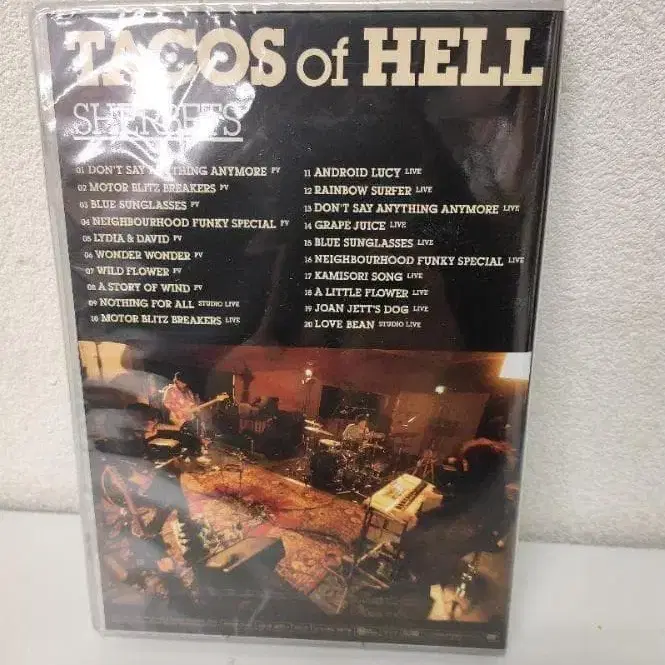 TACOS of HELL
SHERBETS
01 DON'T SAY ANYTHING ANYMORE PV
02 MOTOR BLITZ BREAKERS PV
03 BLUE SUNGLASSES PV
04 NEIGHBOURHOOD FUNKY SPECIAL PV
05 LYDIA & DAVID PV
06 WONDER WONDER PV
07 WILD FLOWER PV
08 A STORY OF WIND PV
09 NOTHING FOR ALL STUDIO LIVE
10 MOTOR BLITZ BREAKERS LIVE
11 ANDROID LUCY LIVE
12 RAINBOW SURFER LIVE
13 DON'T SAY ANYTHING ANYMORE LIVE
14 GRAPE JUICE LIVE
15 BLUE SUNGLASSES LIVE
16 NEIGHBOURHOOD FUNKY SPECIAL LIVE
17 KAMISORI SONG LIVE
18 A LITTLE FLOWER LIVE
19 JOAN JETT'S DOG LIVE
20 LOVE BEAN STUDIO LIVE